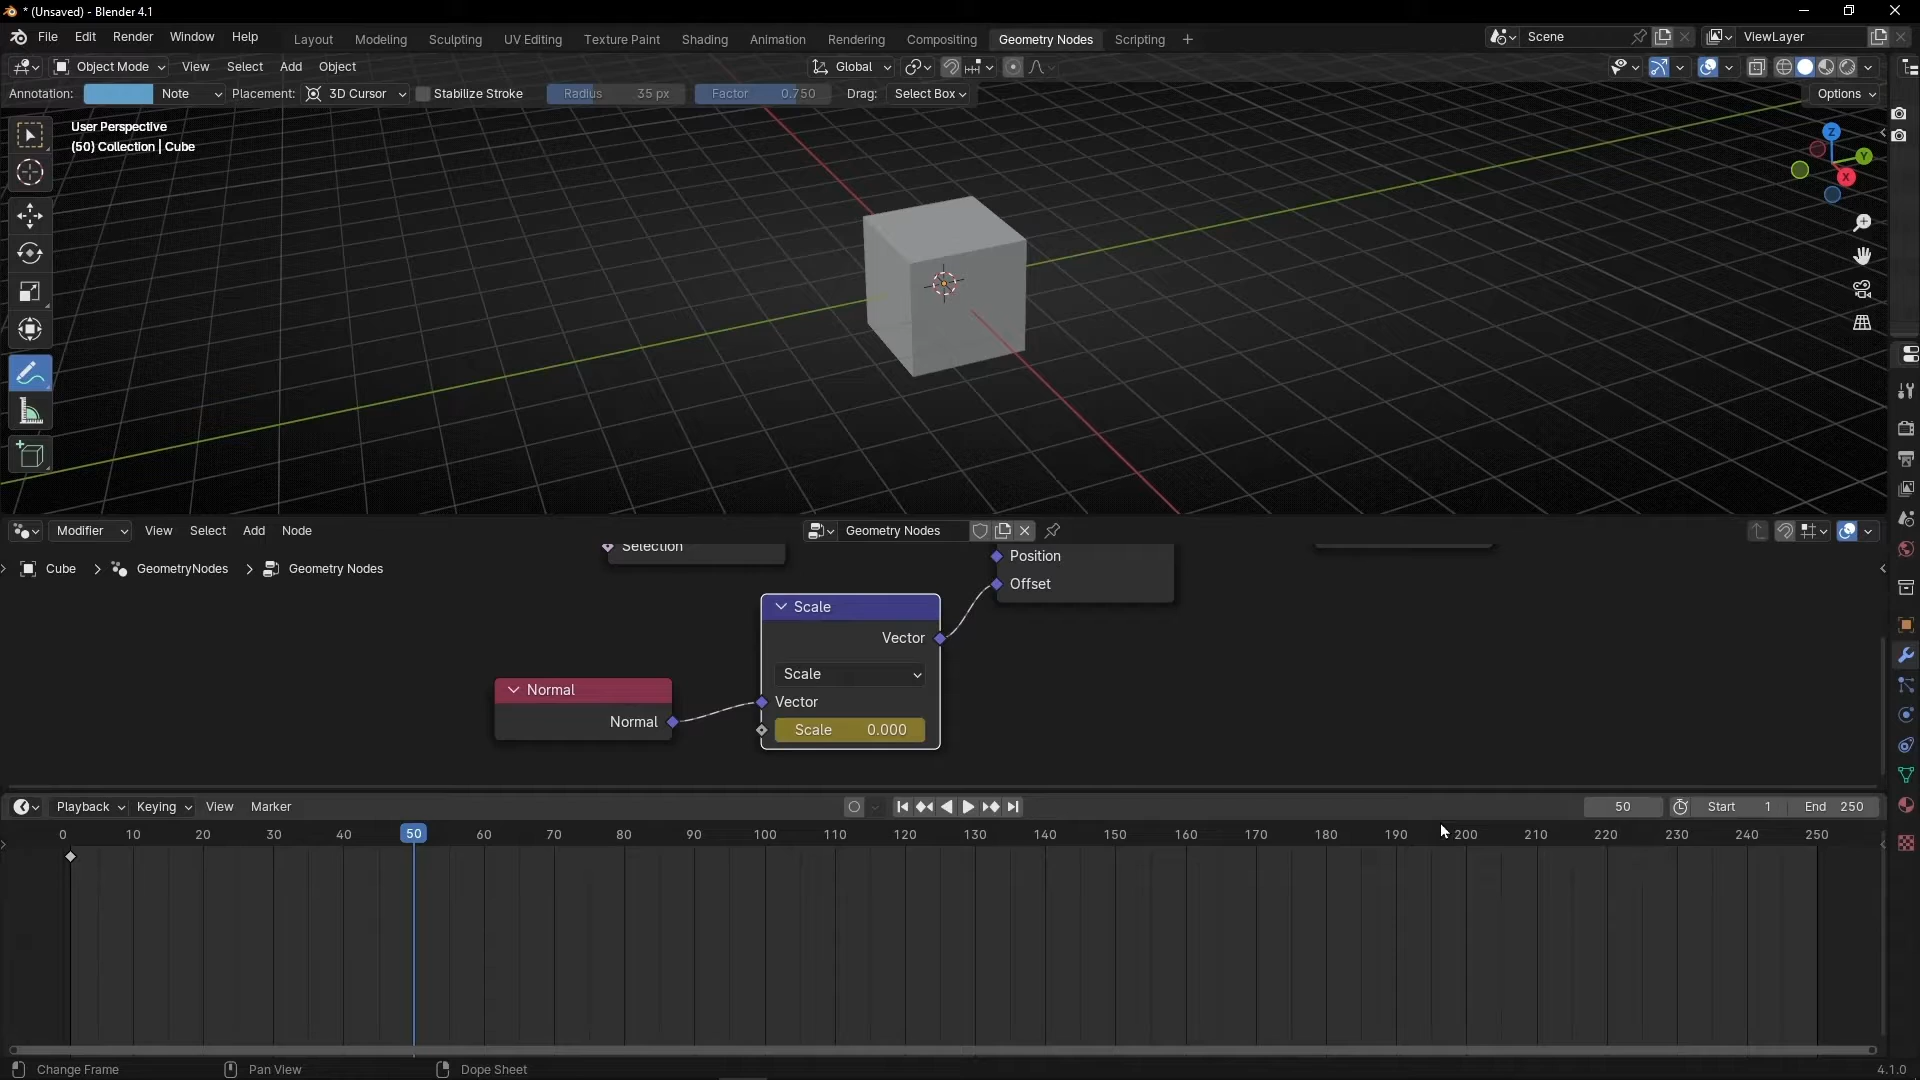 * (Unsaved) - Blender 4.1
File Edit Render Window Help Layout Modeling Sculpting UV Editing Texture Paint Shading Animation Rendering Compositing Geometry Nodes Scripting + Scene ViewLayer
Object Mode View Select Add Object Global
Annotation: Note Placement: 3D Cursor Stabilize Stroke Radius 35 px Factor 0.750 Drag: Select Box Options
User Perspective
(50) Collection | Cube
Z
Y
X
Modifier View Select Add Node Geometry Nodes
Selection
Position
Cube > GeometryNodes > Geometry Nodes
Offset
Scale
Vector
Scale
Normal
Vector
Normal
Scale 0.000
Playback Keying View Marker 50 Start 1 End 250
0 10 20 30 40 50 60 70 80 90 100 110 120 130 140 150 160 170 180 190 200 210 220 230 240 250
Change Frame Pan View Dope Sheet 4.1.0